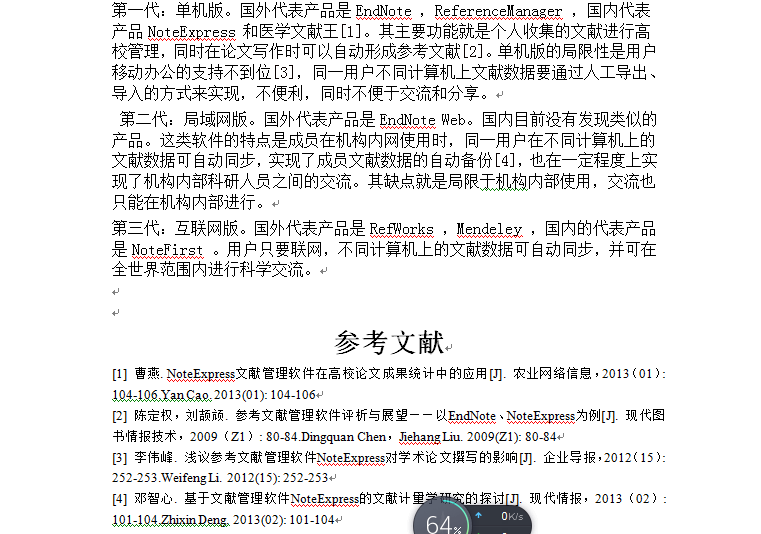 第一代：单机版。国外代表产品是 EndNote ， ReferenceManager ，国内代表
产品 NoteExpress 和医学文献王[1]。其主要功能就是个人收集的文献进行高
校管理，同时在论文写作时可以自动形成参考文献[2]。单机版的局限性是用户
移动办公的支持不到位[3]，同一用户不同计算机上文献数据要通过人工导出、
导入的方式来实现，不便利，同时不便于交流和分享。
第二代：局域网版。国外代表产品是 EndNote Web。国内目前没有发现类似的
产品。这类软件的特点是成员在机构内网使用时，同一用户在不同计算机上的
文献数据可自动同步，实现了成员文献数据的自动备份[4]，也在一定程度上实
现了机构内部科研人员之间的交流。其缺点就是局限于机构内部使用，交流也
只能在机构内部进行。
第三代：互联网版。国外代表产品是 RefWorks ， Mendeley ，国内的代表产品
是 NoteFirst 。用户只要联网，不同计算机上的文献数据可自动同步，并可在
全世界范围内进行科学交流。
参考文献
[1] 曹燕. NoteExpress文献管理软件在高校论文成果统计中的应用[J]. 农业网络信息，2013（01）:
104-106.Yan Cao. 2013(01): 104-106
[2] 陈定权，刘颉颃. 参考文献管理软件评析与展望－－以EndNote、NoteExpress为例[J]. 现代图
书情报技术，2009（Z1）: 80-84.Dingquan Chen，Jiehang Liu. 2009(Z1): 80-84
[3] 李伟峰. 浅议参考文献管理软件NoteExpress对学术论文撰写的影响[J]. 企业导报，2012（15）:
252-253.Weifeng Li. 2012(15): 252-253
[4] 邓智心. 基于文献管理软件NoteExpress的文献计量学研究的探讨[J]. 现代情报，2013（02）:
101-104.Zhixin Deng. 2013(02): 101-104
64%
0K/s